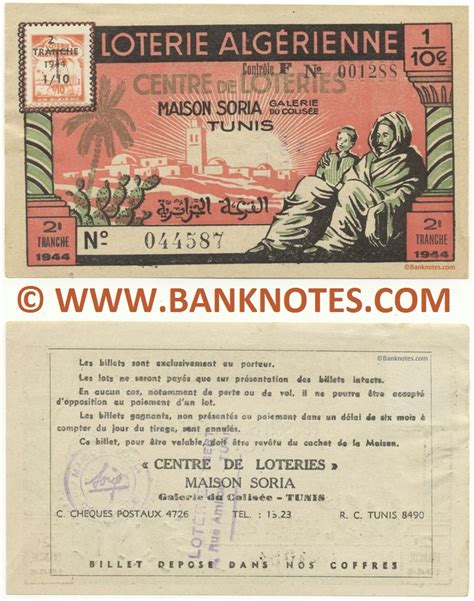 2.
TRANCHE
1944
1/10
LOTERIE ALGÉRIENNE
1
10e
Contrôle F No 001288
CENTRE DE LOTERIES
MAISON SORIA GALERIE DU COLISÉE
TUNIS
2e
TRANCHE
1944
No 044587
2e
TRANCHE
1944
©Banknotes.com
© WWW.BANKNOTES.COM
©Banknotes.com
Les billets sont exclusivement au porteur.
Les lots ne seront payés que sur présentation des billets intacts.
En aucun cas, notamment de perte ou de vol, il ne pourra être accepté
d'opposition au paiement d'un lot.
Les billets gagnants, non présentés au paiement dans un délai de six mois à
compter du jour du tirage, sont annulés.
Ce billet, pour être valable, doit être revêtu du cachet de la Maison.
« CENTRE DE LOTERIES »
MAISON SORIA
Galerie du Colisée - TUNIS
C. CHEQUES POSTAUX 4726 TEL. : 15.23 R. C. TUNIS 8490
LOTERIE
TUNIS
BILLET DEPOSE DANS NOS COFFRES